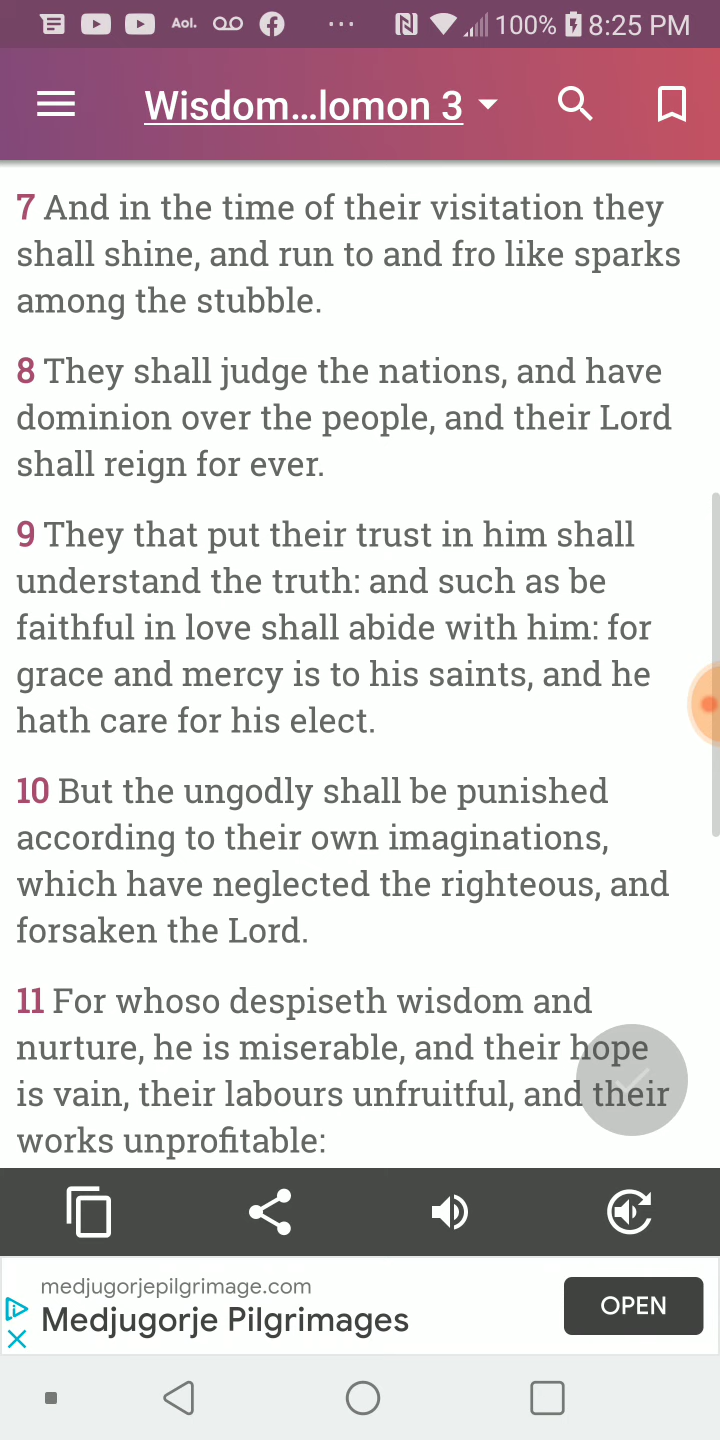 Aol. 100% 8:25 PM
Wisdom...lomon 3
7 And in the time of their visitation they
shall shine, and run to and fro like sparks
among the stubble.
8 They shall judge the nations, and have
dominion over the people, and their Lord
shall reign for ever.
9 They that put their trust in him shall
understand the truth: and such as be
faithful in love shall abide with him: for
grace and mercy is to his saints, and he
hath care for his elect.
10 But the ungodly shall be punished
according to their own imaginations,
which have neglected the righteous, and
forsaken the Lord.
11 For whoso despiseth wisdom and
nurture, he is miserable, and their hope
is vain, their labours unfruitful, and their
works unprofitable:
medjugorjepilgrimage.com
Medjugorje Pilgrimages
OPEN